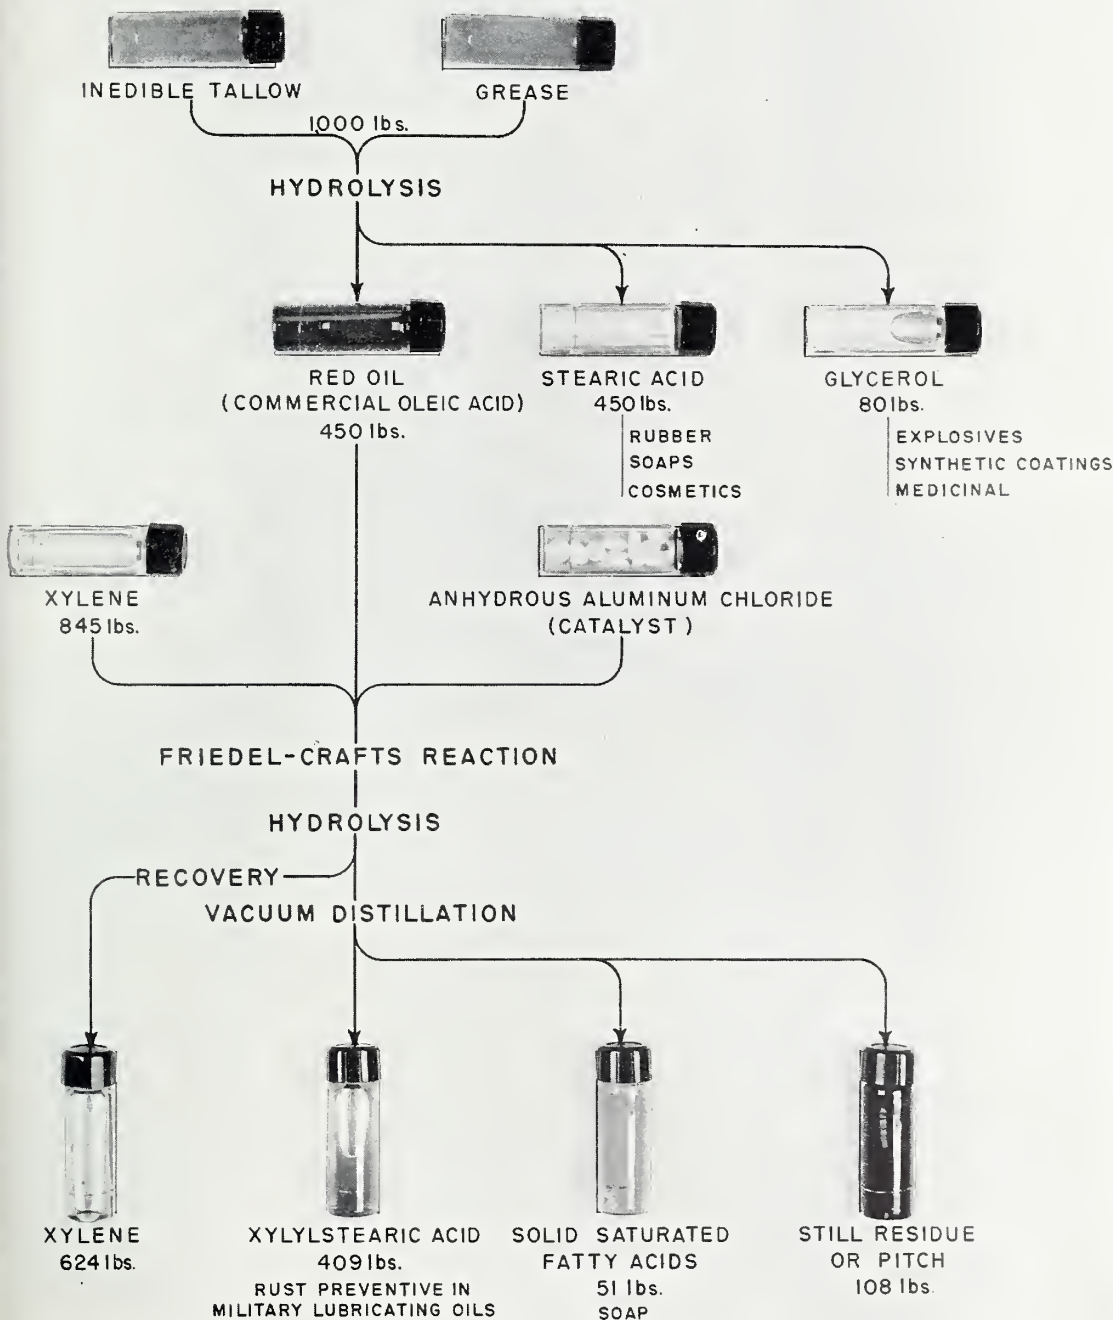 INEDIBLE TALLOW
GREASE
1,000 lbs.
HYDROLYSIS
RED OIL
(COMMERCIAL OLEIC ACID)
450 lbs.
STEARIC ACID
450 lbs.
RUBBER
SOAPS
COSMETICS
GLYCEROL
80 lbs.
EXPLOSIVES
SYNTHETIC COATINGS
MEDICINAL
XYLENE
845 lbs.
ANHYDROUS ALUMINUM CHLORIDE
(CATALYST)
FRIEDEL-CRAFTS REACTION
HYDROLYSIS
RECOVERY
VACUUM DISTILLATION
XYLENE
624 lbs.
XYLYLSTEARIC ACID
409 lbs.
RUST PREVENTIVE IN
MILITARY LUBRICATING OILS
SOLID SATURATED
FATTY ACIDS
51 lbs.
SOAP
STILL RESIDUE
OR PITCH
108 lbs.